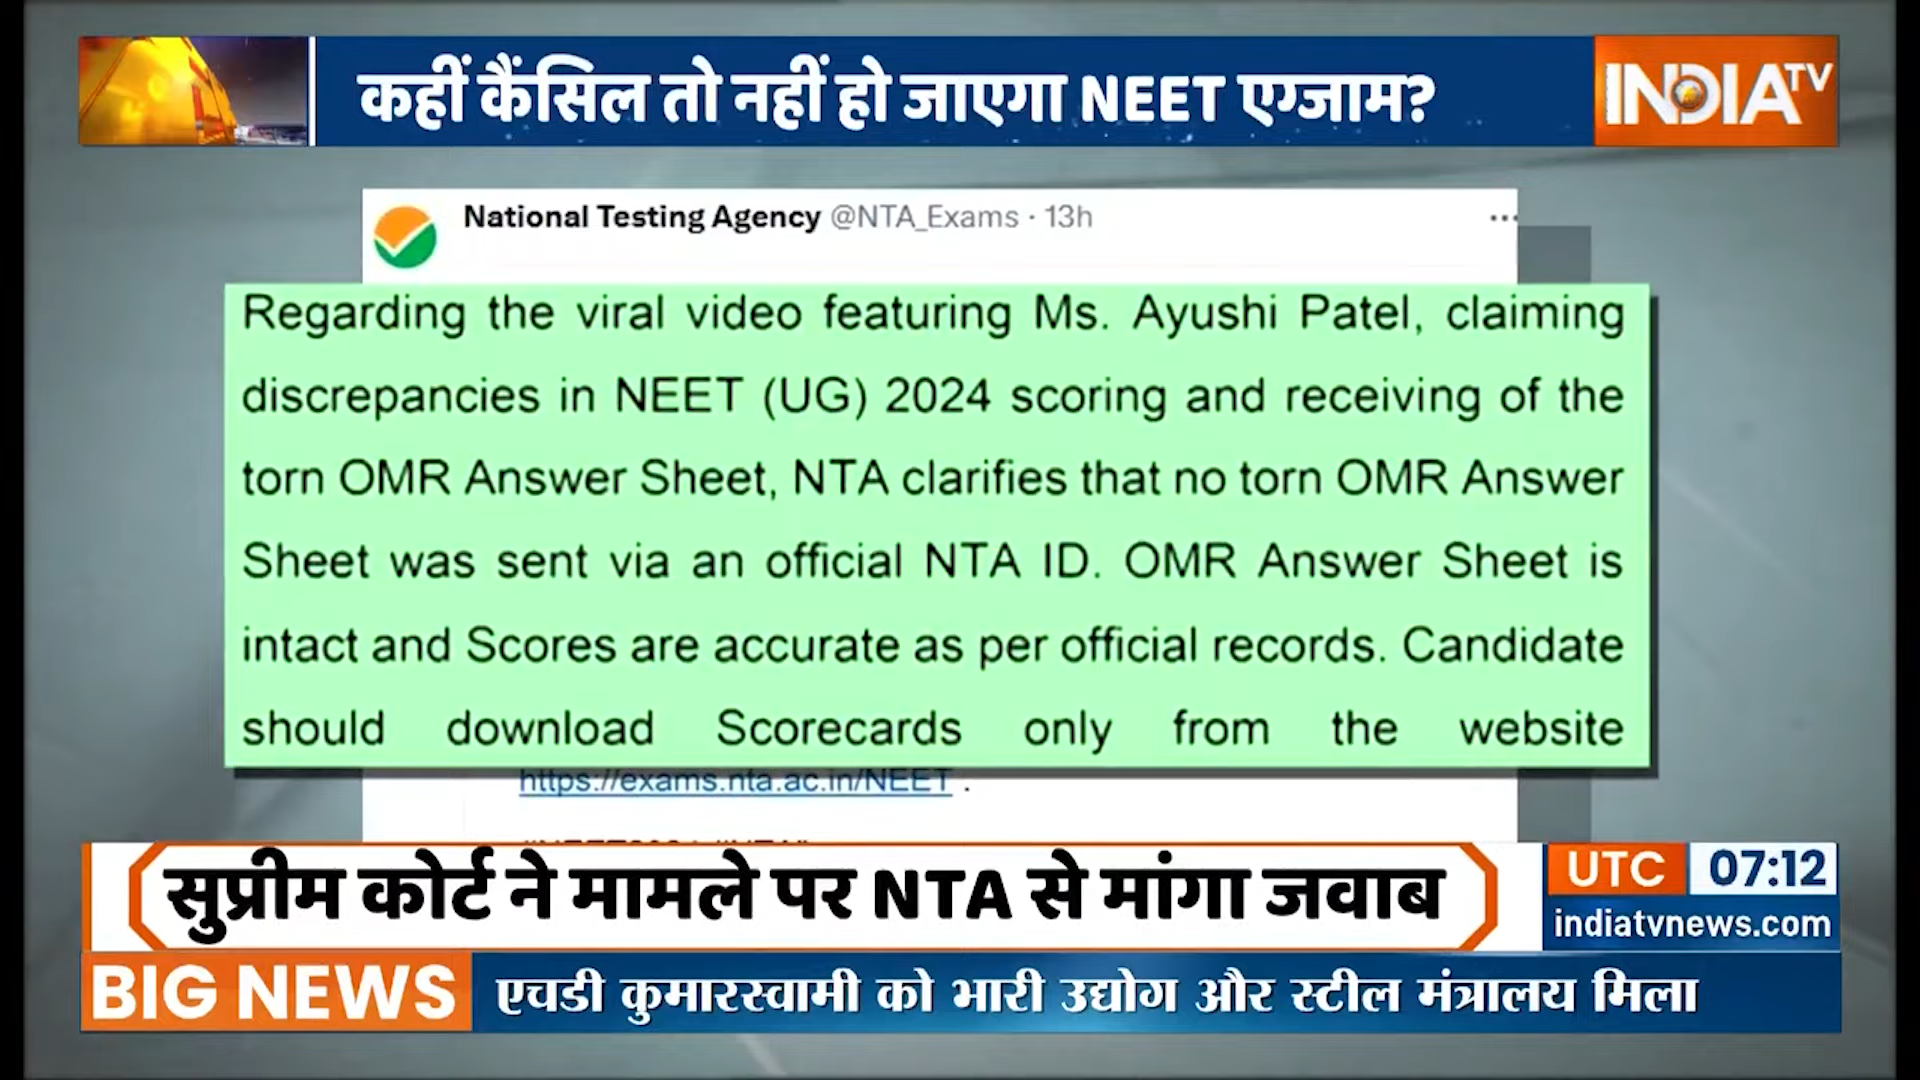 कहीं कैंसिल तो नहीं हो जाएगा NEET एग्जाम?
INDIA TV
National Testing Agency @NTA_Exams · 13h
Regarding the viral video featuring Ms. Ayushi Patel, claiming
discrepancies in NEET (UG) 2024 scoring and receiving of the
torn OMR Answer Sheet, NTA clarifies that no torn OMR Answer
Sheet was sent via an official NTA ID. OMR Answer Sheet is
intact and Scores are accurate as per official records. Candidate
should download Scorecards only from the website
https://exams.nta.ac.in/NEET .
सुप्रीम कोर्ट ने मामले पर NTA से मांगा जवाब
UTC 07:12
indiatvnews.com
BIG NEWS एचडी कुमारस्वामी को भारी उद्योग और स्टील मंत्रालय मिला